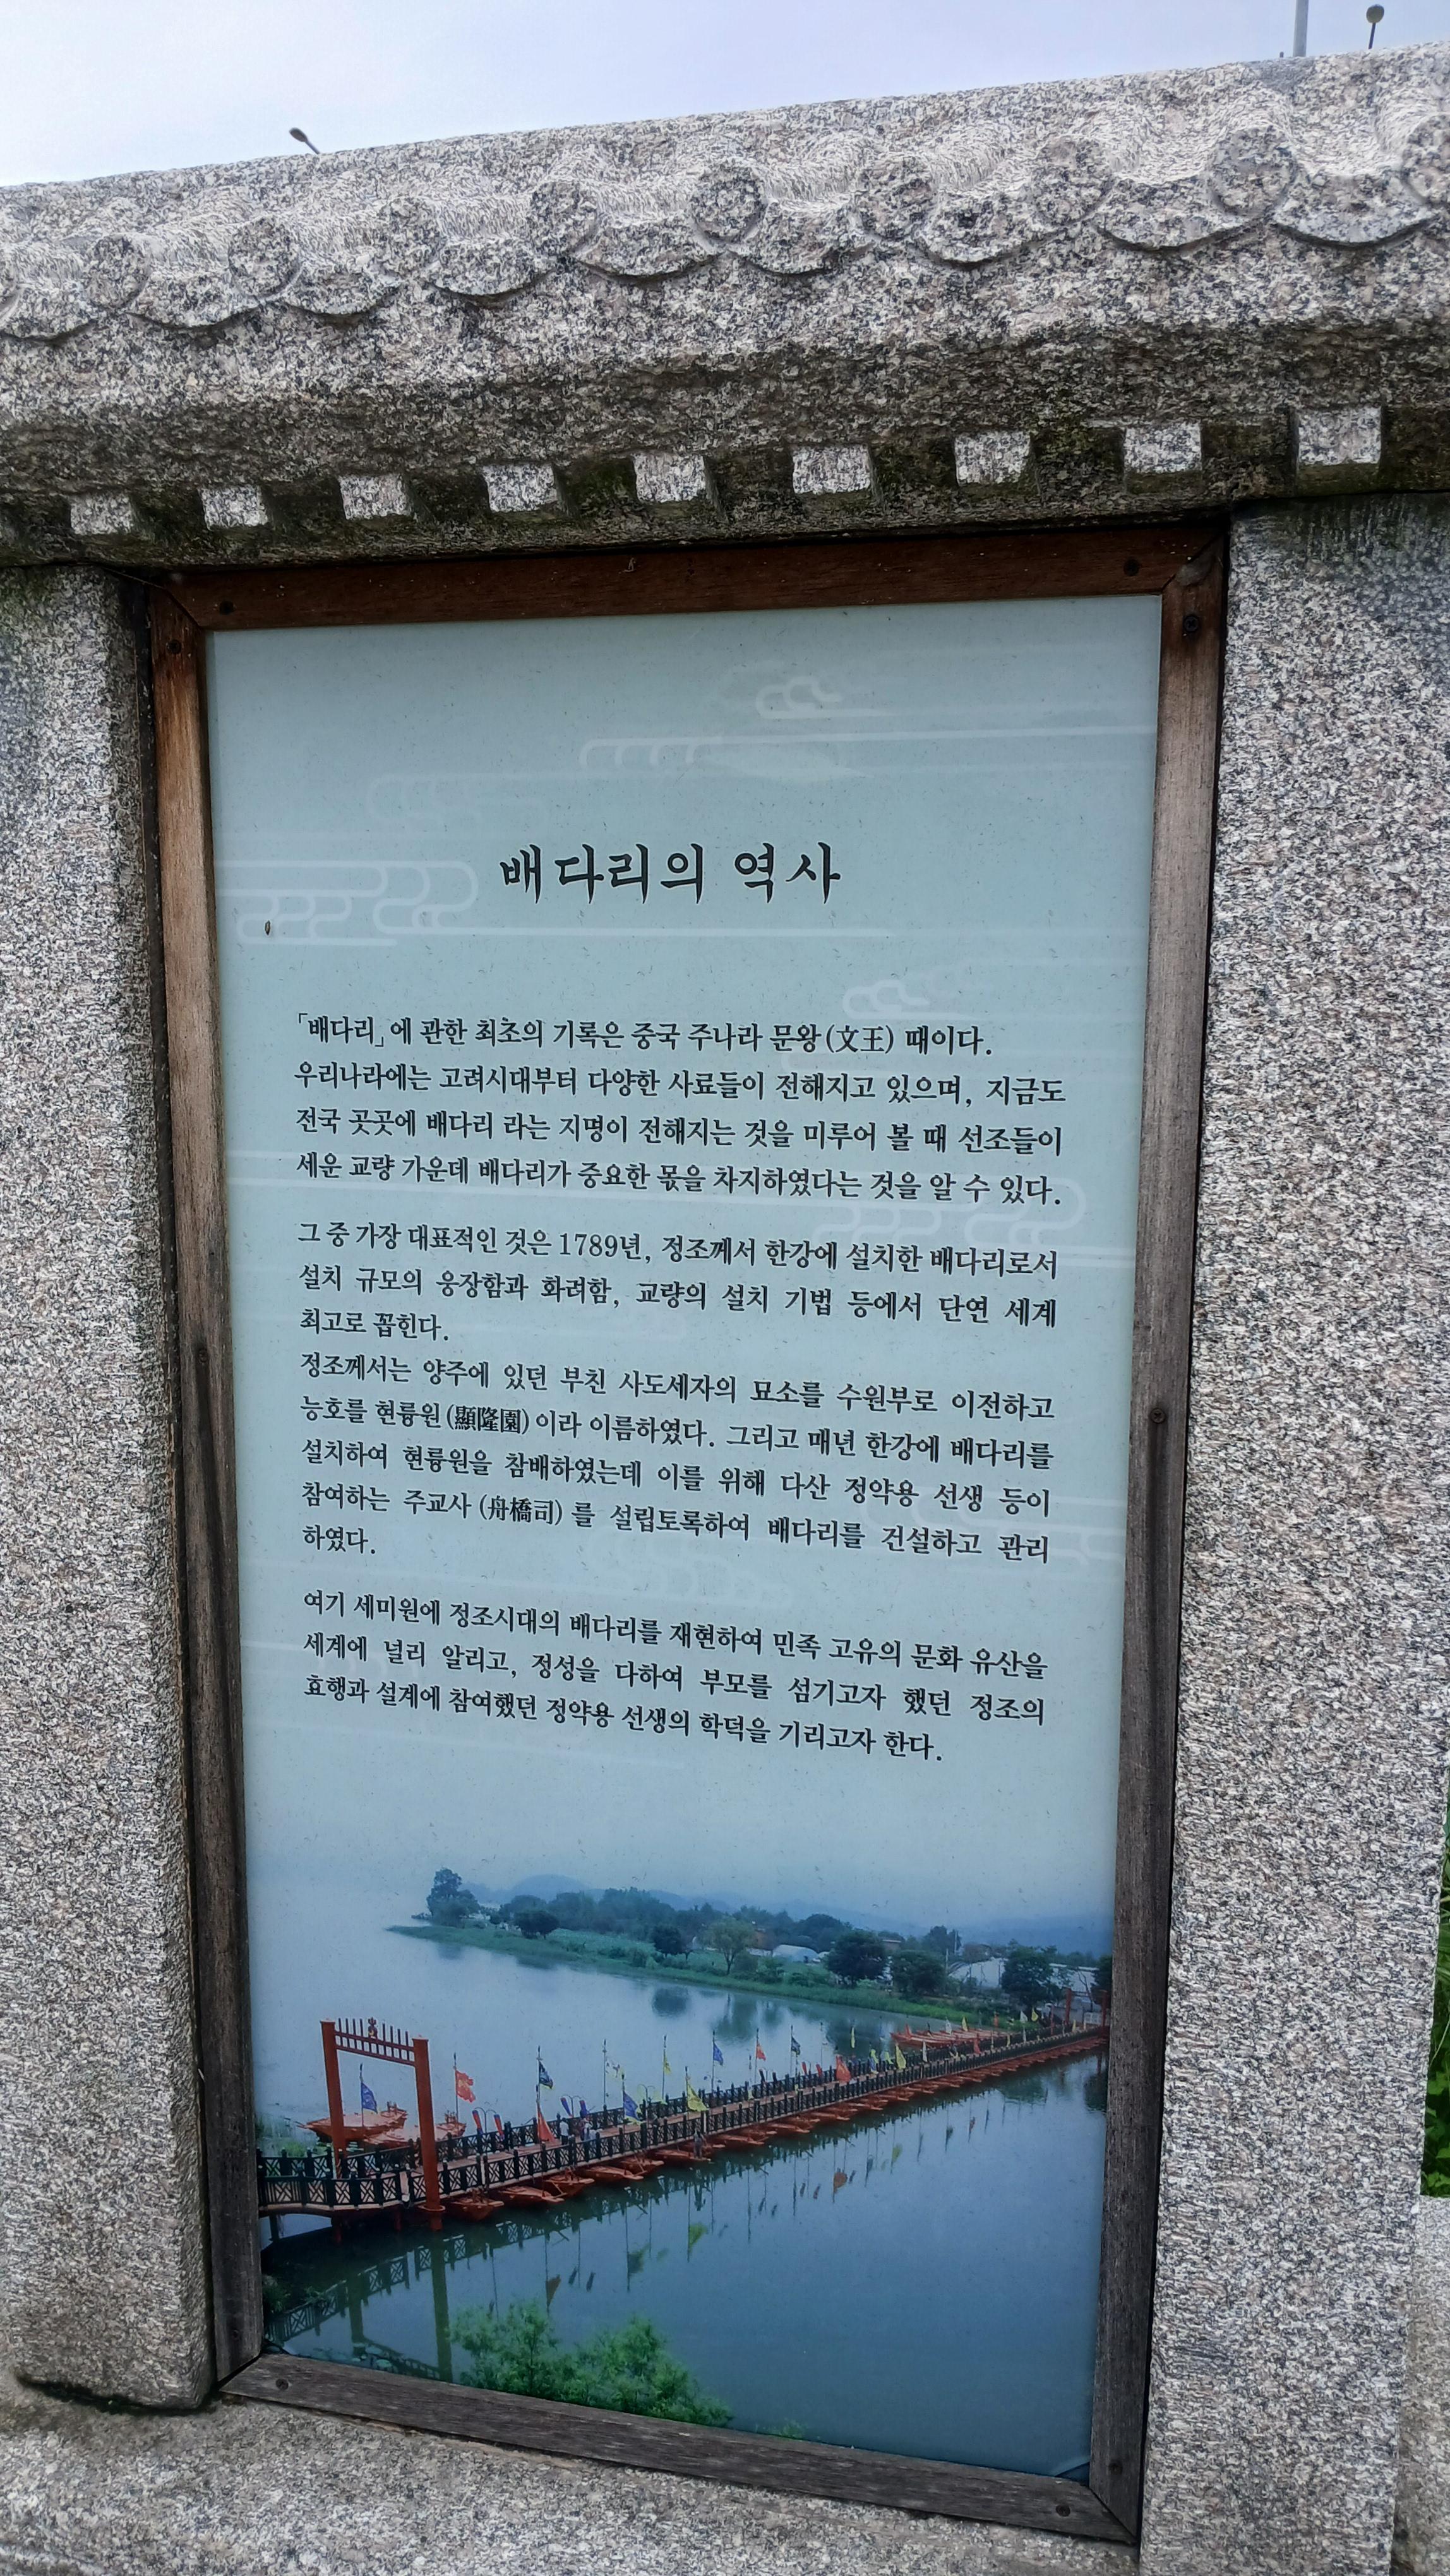 배다리의 역사
「배다리」에 관한 최초의 기록은 중국 주나라 문왕(文王) 때이다.
우리나라에는 고려시대부터 다양한 사료들이 전해지고 있으며, 지금도
전국 곳곳에 배다리 라는 지명이 전해지는 것을 미루어 볼 때 선조들이
세운 교량 가운데 배다리가 중요한 몫을 차지하였다는 것을 알 수 있다.
그 중 가장 대표적인 것은 1789년, 정조께서 한강에 설치한 배다리로서
설치 규모의 웅장함과 화려함, 교량의 설치 기법 등에서 단연 세계
최고로 꼽힌다.
정조께서는 양주에 있던 부친 사도세자의 묘소를 수원부로 이전하고
능호를 현륭원(顯隆園)이라 이름하였다. 그리고 매년 한강에 배다리를
설치하여 현륭원을 참배하였는데 이를 위해 다산 정약용 선생 등이
참여하는 주교사(舟橋司)를 설립토록하여 배다리를 건설하고 관리
하였다.
여기 세미원에 정조시대의 배다리를 재현하여 민족 고유의 문화 유산을
세계에 널리 알리고, 정성을 다하여 부모를 섬기고자 했던 정조의
효행과 설계에 참여했던 정약용 선생의 학덕을 기리고자 한다.